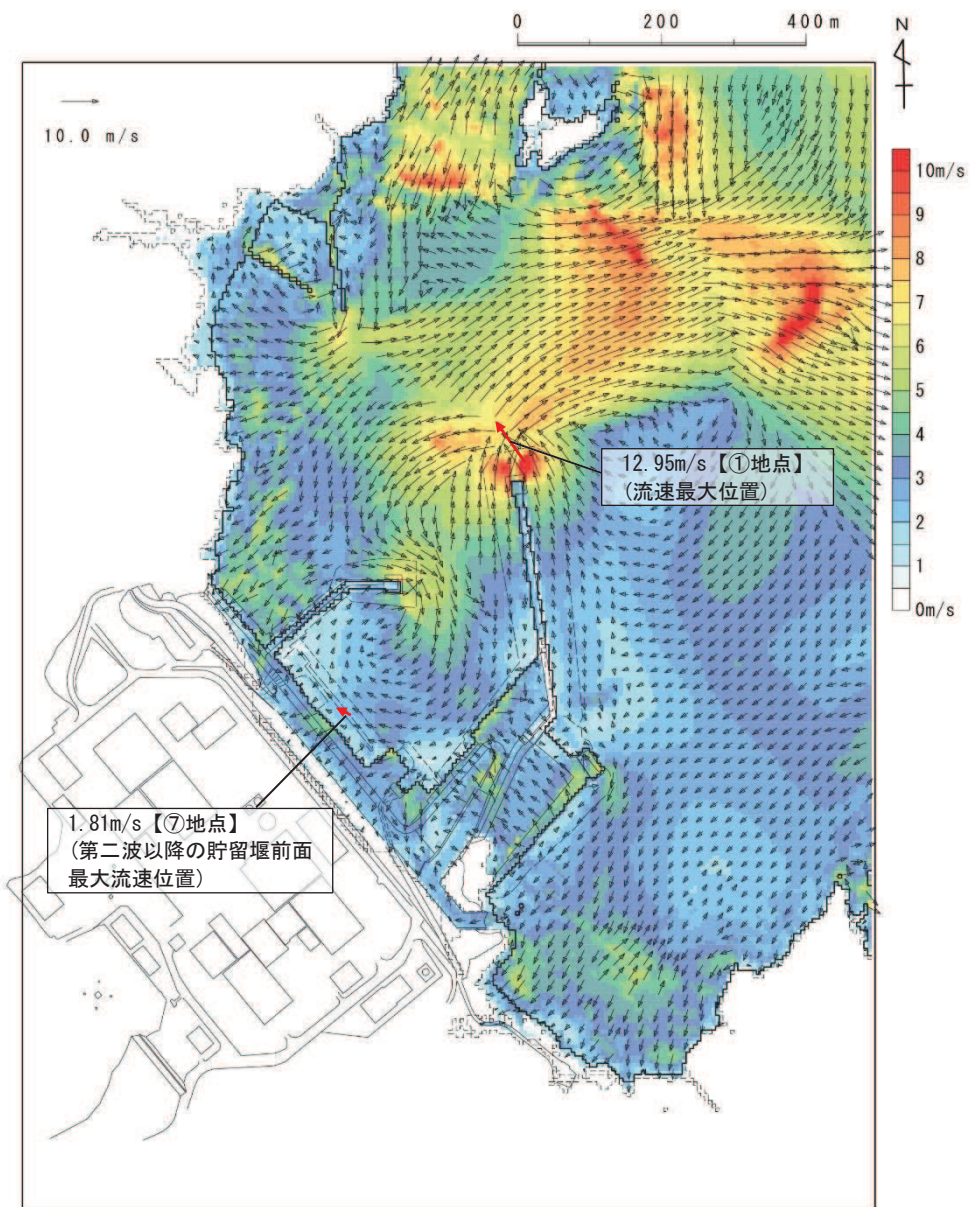 0 200 400m
N
10.0 m/s
10m/s
9
8
7
6
5
4
3
2
1
0m/s
12.95m/s【①地点】
(流速最大位置)
1.81m/s【⑦地点】
(第二波以降の貯留堰前面
最大流速位置)